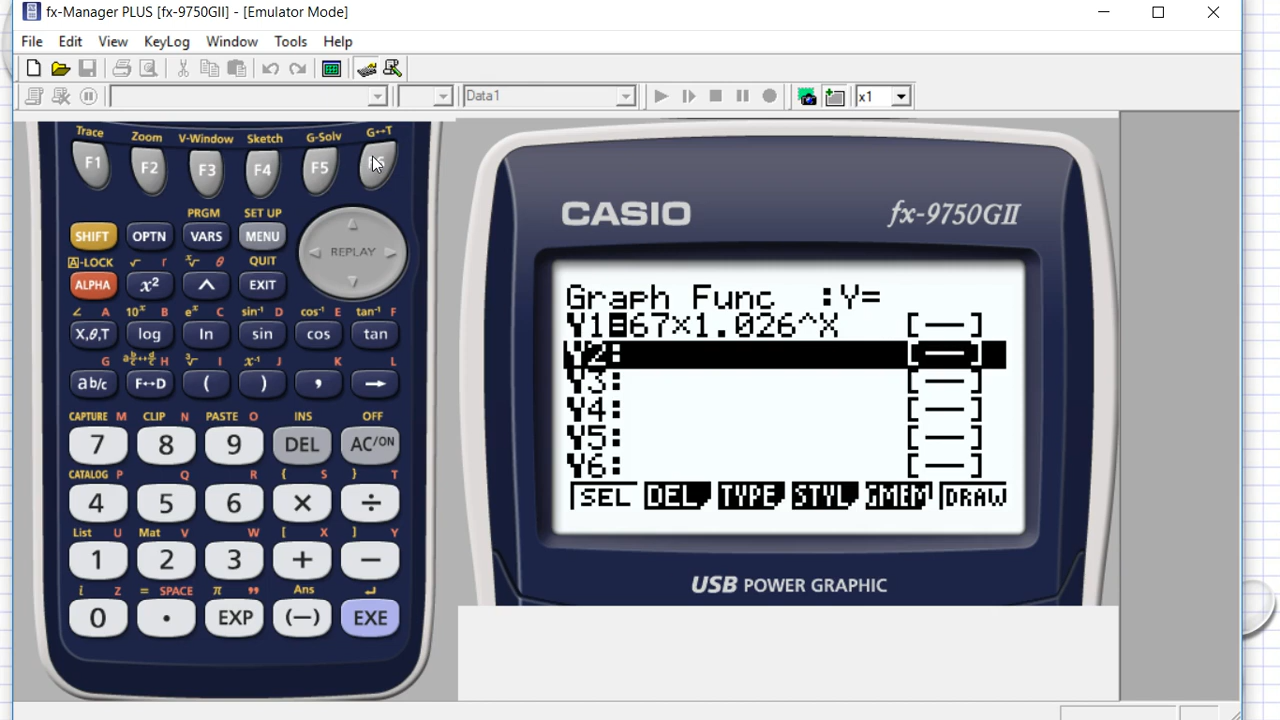 fx-Manager PLUS [fx-9750GII] - [Emulator Mode]
File Edit View KeyLog Window Tools Help
Data1
x1
Trace Zoom V-Window Sketch G-Solv G↔T
F1 F2 F3 F4 F5
PRGM SET UP
SHIFT OPTN VARS MENU
REPLAY
A-LOCK √ r ˣ√ θ QUIT
ALPHA x² ^ EXIT
∠ A 10ˣ B eˣ C sin⁻¹ D cos⁻¹ E tan⁻¹ F
X,θ,T log ln sin cos tan
G H ³√ I x⁻¹ J K L
ab/c F↔D ( ) , →
CAPTURE M CLIP N PASTE O INS OFF
7 8 9 DEL AC/ON
CATALOG P Q R { S } T
4 5 6 × ÷
List U Mat V W [ X ] Y
1 2 3 + −
i Z = SPACE π " Ans ↵
0 • EXP (−) EXE
CASIO fx-9750GII
Graph Func :Y=
Y1=67×1.026^X [—]
Y2: [—]
Y3: [—]
Y4: [—]
Y5: [—]
Y6: [—]
SEL DEL TYPE STYL GMEM DRAW
USB POWER GRAPHIC